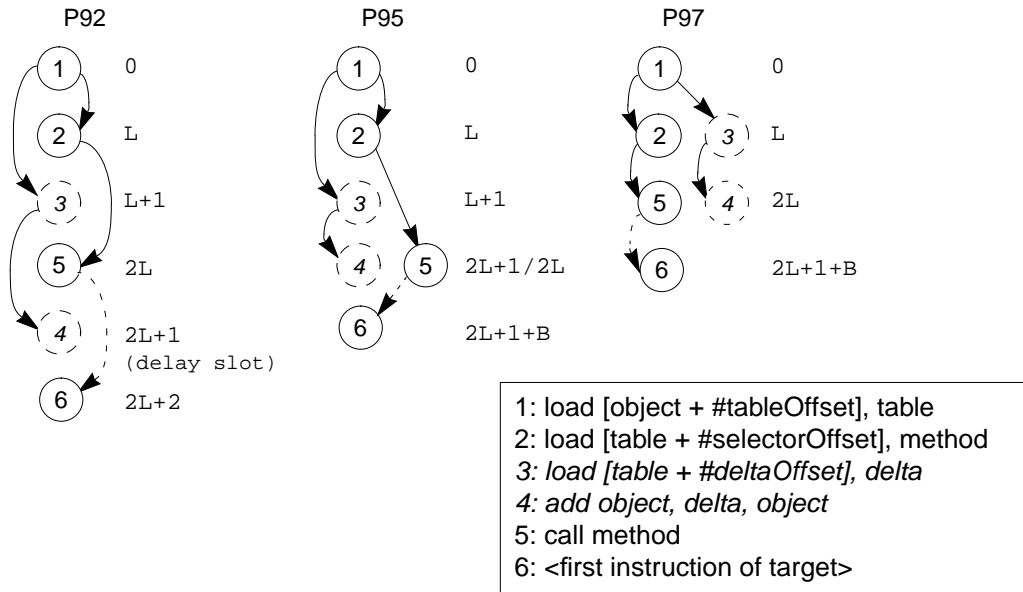 P92 P95 P97
1 0 1 0 1 0
2 L 2 L 2 3 L
3 L+1 3 L+1 5 4 2L
5 2L 4 5 2L+1/2L 6 2L+1+B
4 2L+1 6 2L+1+B
(delay slot)
6 2L+2
1: load [object + #tableOffset], table
2: load [table + #selectorOffset], method
3: load [table + #deltaOffset], delta
4: add object, delta, object
5: call method
6: <first instruction of target>